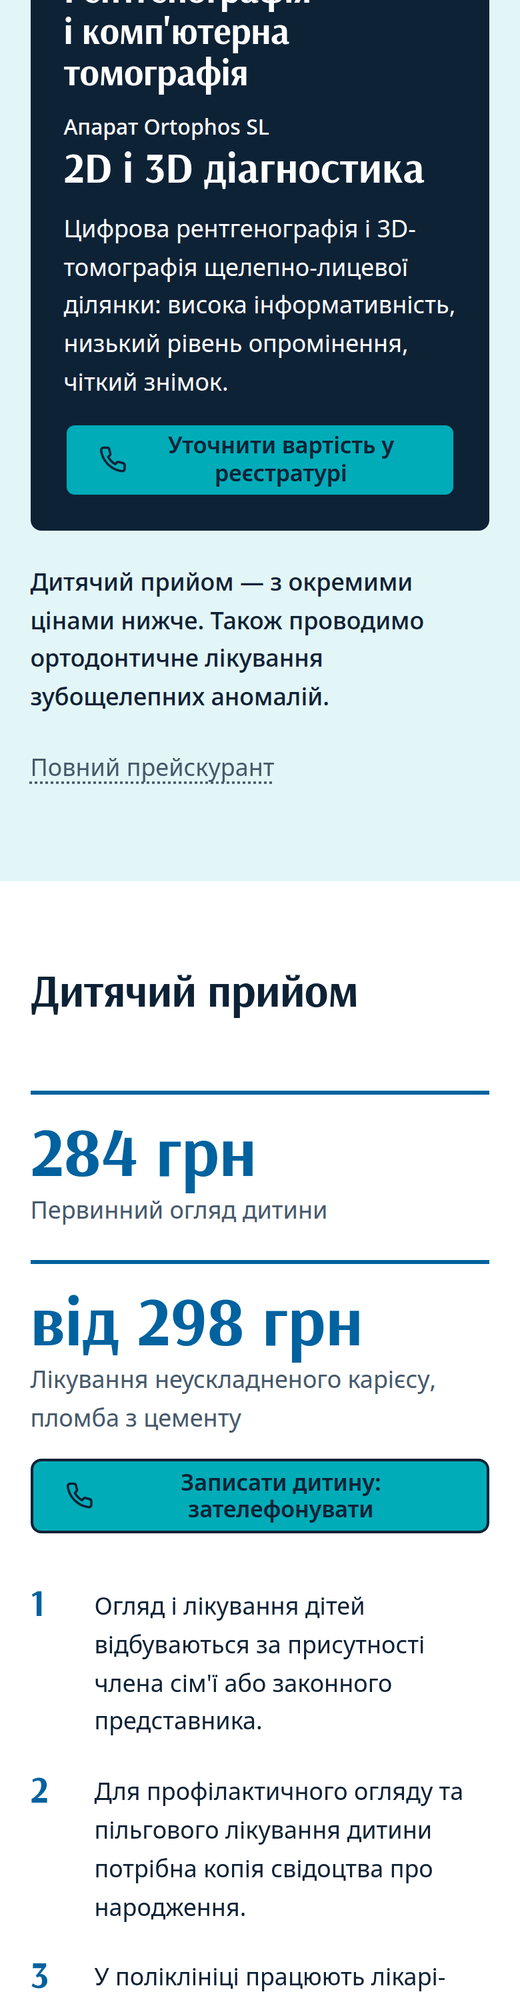 і комп'ютерна
томографія
Апарат Ortophos SL
2D і 3D діагностика
Цифрова рентгенографія і 3D-
томографія щелепно-лицевої
ділянки: висока інформативність,
низький рівень опромінення,
чіткий знімок.
Уточнити вартість у
реєстратурі
Дитячий прийом — з окремими
цінами нижче. Також проводимо
ортодонтичне лікування
зубощелепних аномалій.
Повний прейскурант
Дитячий прийом
284 грн
Первинний огляд дитини
від 298 грн
Лікування неускладненого карієсу,
пломба з цементу
Записати дитину:
зателефонувати
1 Огляд і лікування дітей
відбуваються за присутності
члена сім'ї або законного
представника.
2 Для профілактичного огляду та
пільгового лікування дитини
потрібна копія свідоцтва про
народження.
3 У поліклініці працюють лікарі-